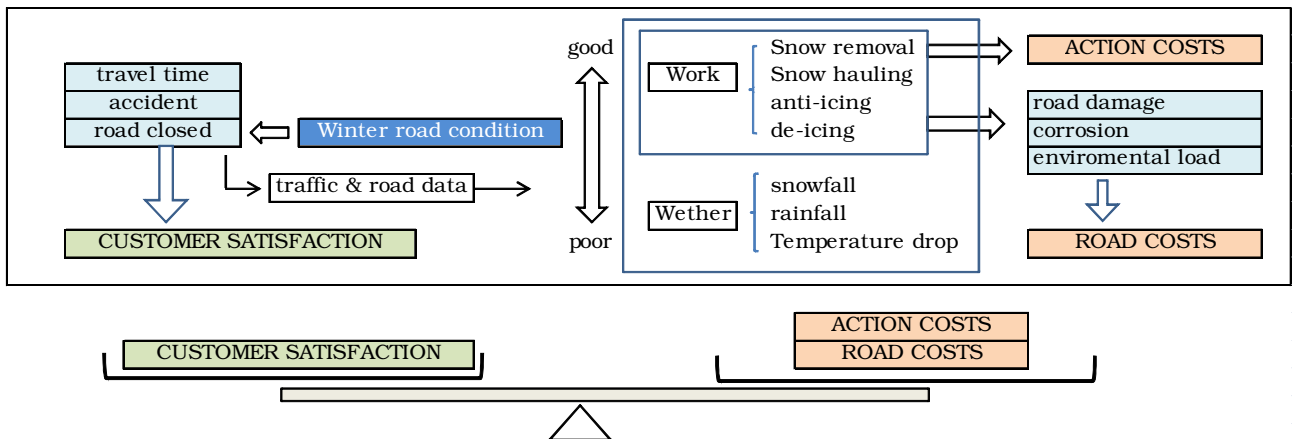 travel time
accident
road closed
Winter road condition
traffic & road data
CUSTOMER SATISFACTION
good
poor
Work
Snow removal
Snow hauling
anti-icing
de-icing
Wether
snowfall
rainfall
Temperature drop
ACTION COSTS
road damage
corrosion
enviromental load
ROAD COSTS
CUSTOMER SATISFACTION
ACTION COSTS
ROAD COSTS